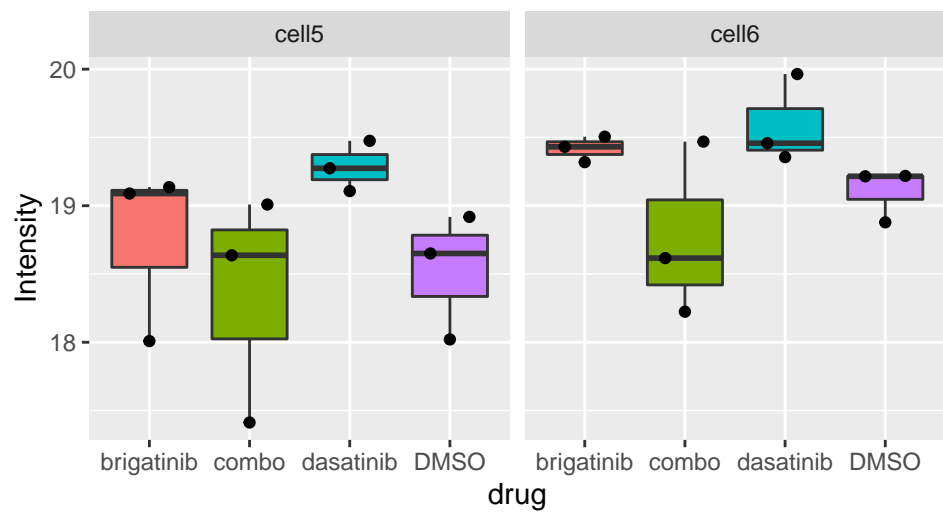 cell5 cell6
20
19
18
Intensity
brigatinib combo dasatinib DMSO brigatinib combo dasatinib DMSO
drug